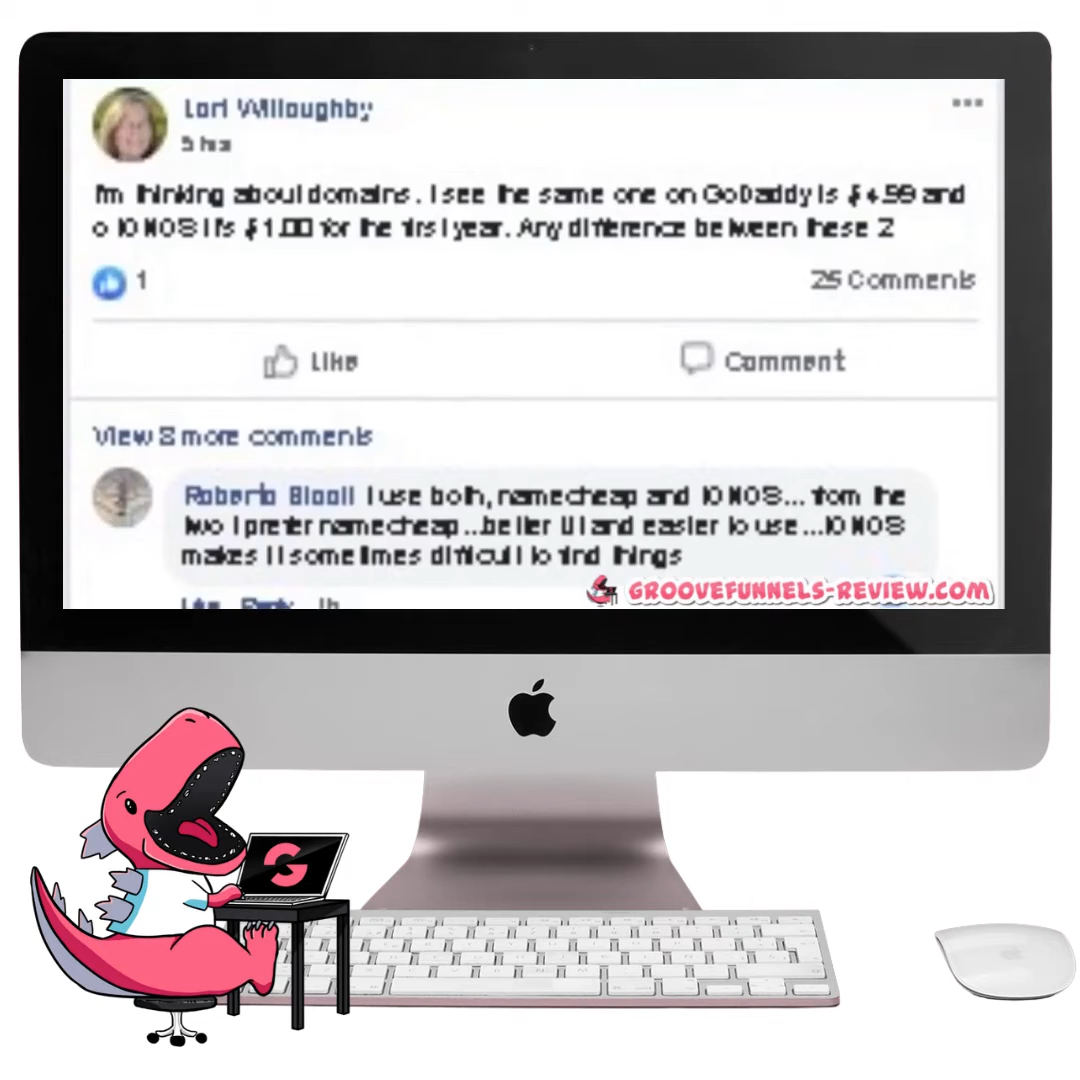 Lori Willoughby
5 hrs
I'm thinking about domains. I see the same one on GoDaddy is $4.99 and
o IONOS it's $1.00 for the first year. Any difference between these 2
1
25 Comments
Like
Comment
View 8 more comments
Roberto I use both, namecheap and IONOS... from the
two I prefer namecheap...better UI and easier to use...IONOS
makes it sometimes difficult to find things
GROOVEFUNNELS-REVIEW.COM